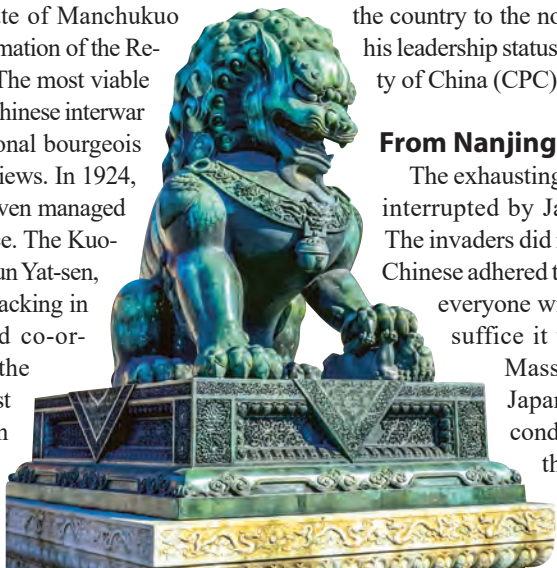 ate of Manchukuo
mation of the Re-
The most viable
hinese interwar
onal bourgeois
iews. In 1924,
ven managed
e. The Kuo-
un Yat-sen,
acking in
d co-or-
the
st
n
the country to the no
his leadership status
ty of China (CPC)
From Nanjing
The exhausting
interrupted by Ja
The invaders did
Chinese adhered t
everyone w
suffice it
Mass
Japan
cond
th